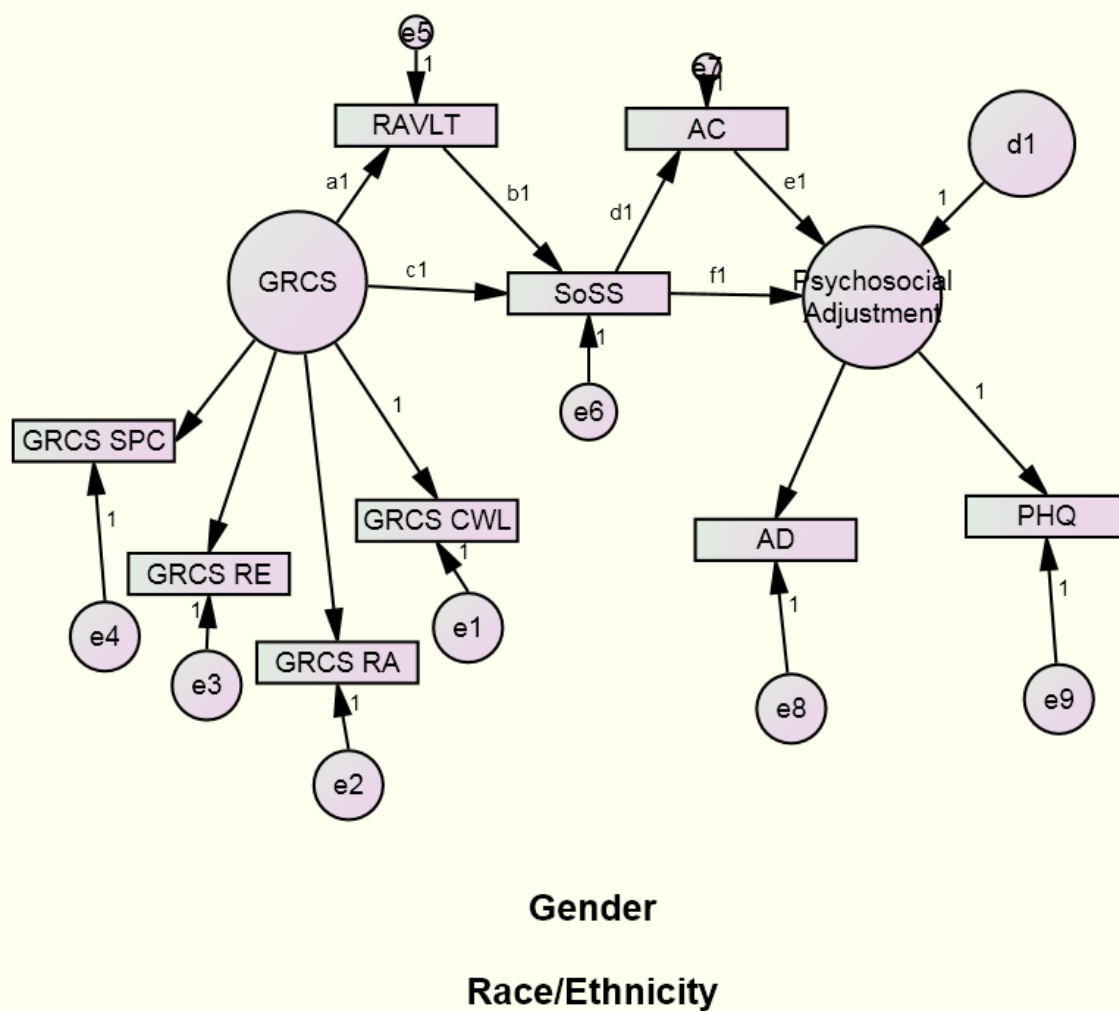 e5
1
RAVLT
e7
1
AC
d1
1
a1
b1
d1
e1
GRCS
c1
SoSS
f1
Psychosocial
Adjustment
1
e6
1
1
GRCS SPC
GRCS CWL
PHQ
1
1
AD
GRCS RE
1
1
1
e4
e3
GRCS RA
e1
1
e2
e8
e9
Gender
Race/Ethnicity